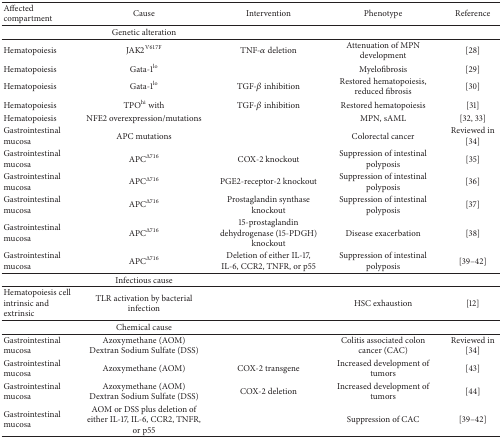 Affected compartment Cause Intervention Phenotype Reference
Genetic alteration
Hematopoiesis JAK2^V617F TNF-α deletion Attenuation of MPN development [28]
Hematopoiesis Gata-1^lo Myelofibrosis [29]
Hematopoiesis Gata-1^lo TGF-β inhibition Restored hematopoiesis, reduced fibrosis [30]
Hematopoiesis TPO^hi with TGF-β inhibition Restored hematopoiesis [31]
Hematopoiesis NFE2 overexpression/mutations MPN, sAML [32, 33]
Gastrointestinal mucosa APC mutations Colorectal cancer Reviewed in [34]
Gastrointestinal mucosa APC^Δ716 COX-2 knockout Suppression of intestinal polyposis [35]
Gastrointestinal mucosa APC^Δ716 PGE2-receptor-2 knockout Suppression of intestinal polyposis [36]
Gastrointestinal mucosa APC^Δ716 Prostaglandin synthase knockout Suppression of intestinal polyposis [37]
Gastrointestinal mucosa APC^Δ716 15-prostaglandin dehydrogenase (15-PDGH) knockout Disease exacerbation [38]
Gastrointestinal mucosa APC^Δ716 Deletion of either IL-17, IL-6, CCR2, TNFR, or p55 Suppression of intestinal polyposis [39–42]
Infectious cause
Hematopoiesis cell intrinsic and extrinsic TLR activation by bacterial infection HSC exhaustion [12]
Chemical cause
Gastrointestinal mucosa Azoxymethane (AOM) Dextran Sodium Sulfate (DSS) Colitis associated colon cancer (CAC) Reviewed in [34]
Gastrointestinal mucosa Azoxymethane (AOM) COX-2 transgene Increased development of tumors [43]
Gastrointestinal mucosa Azoxymethane (AOM) Dextran Sodium Sulfate (DSS) COX-2 deletion Increased development of tumors [44]
Gastrointestinal mucosa AOM or DSS plus deletion of either IL-17, IL-6, CCR2, TNFR, or p55 Suppression of CAC [39–42]